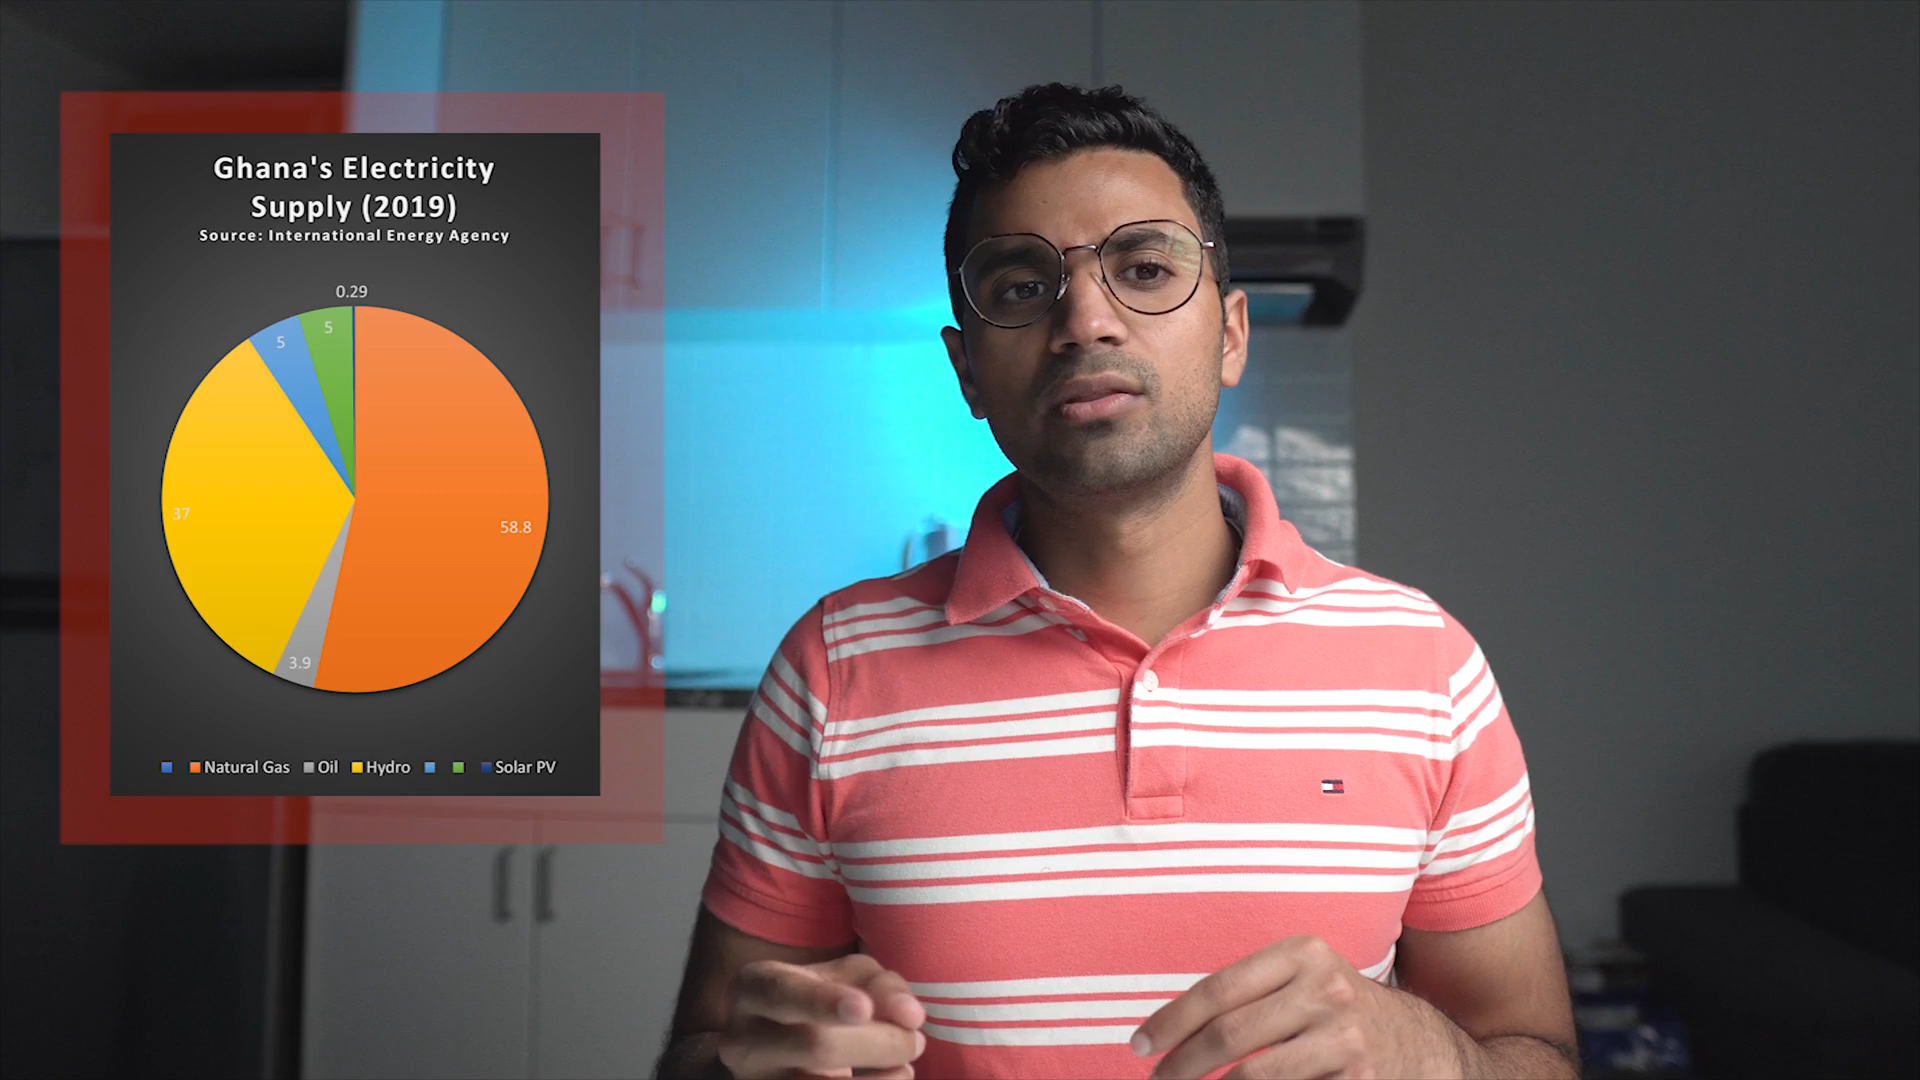 Ghana's Electricity
Supply (2019)
Source: International Energy Agency
0.29
5
5
37
58.8
3.9
Natural Gas Oil Hydro Solar PV